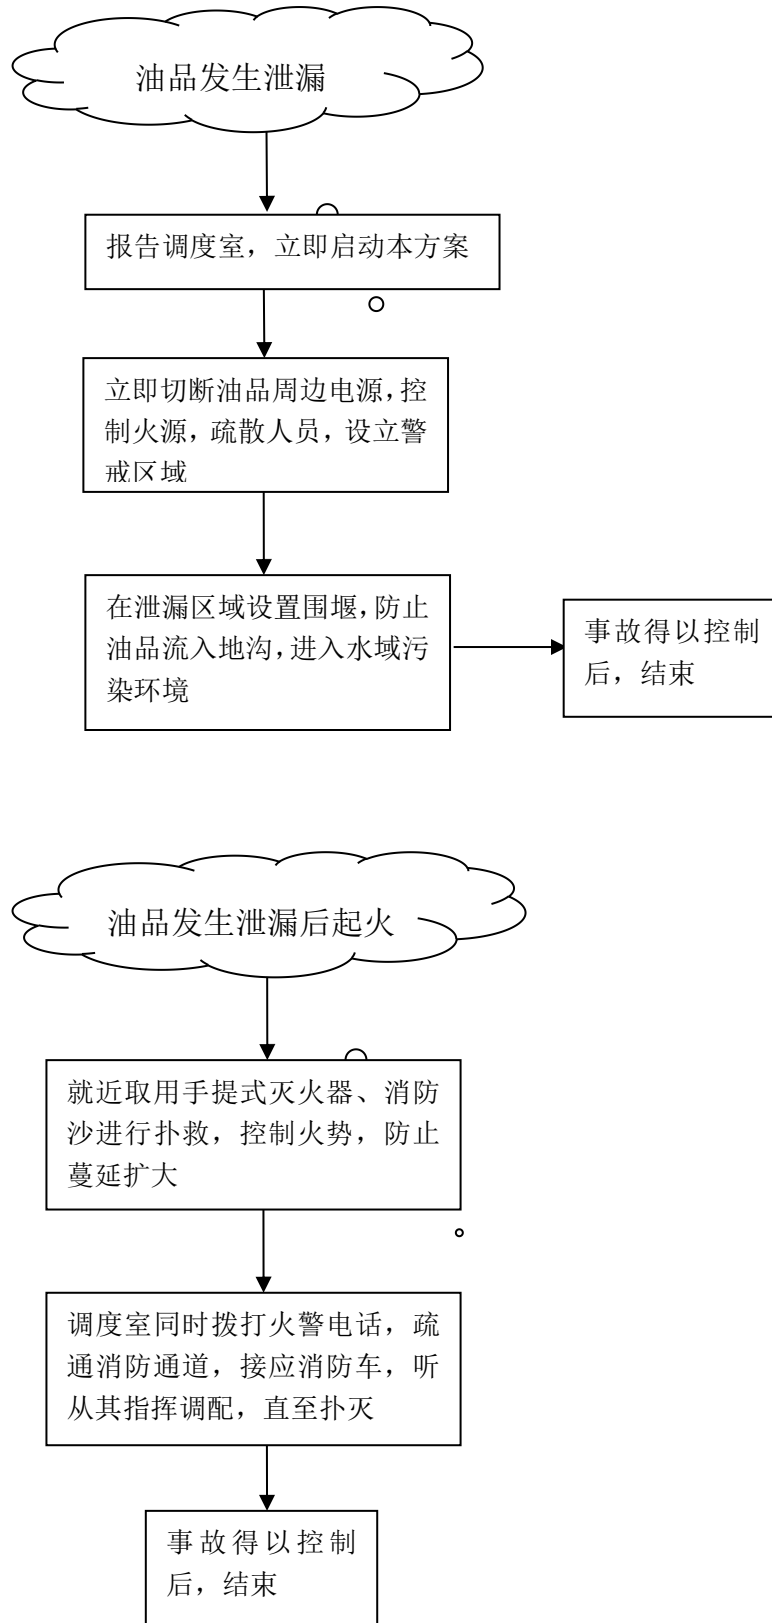 油品发生泄漏
报告调度室，立即启动本方案
立即切断油品周边电源，控
制火源，疏散人员，设立警
戒区域
在泄漏区域设置围堰，防止
油品流入地沟，进入水域污
染环境
事故得以控制
后，结束
油品发生泄漏后起火
就近取用手提式灭火器、消防
沙进行扑救，控制火势，防止
蔓延扩大
调度室同时拨打火警电话，疏
通消防通道，接应消防车，听
从其指挥调配，直至扑灭
事故得以控制
后，结束